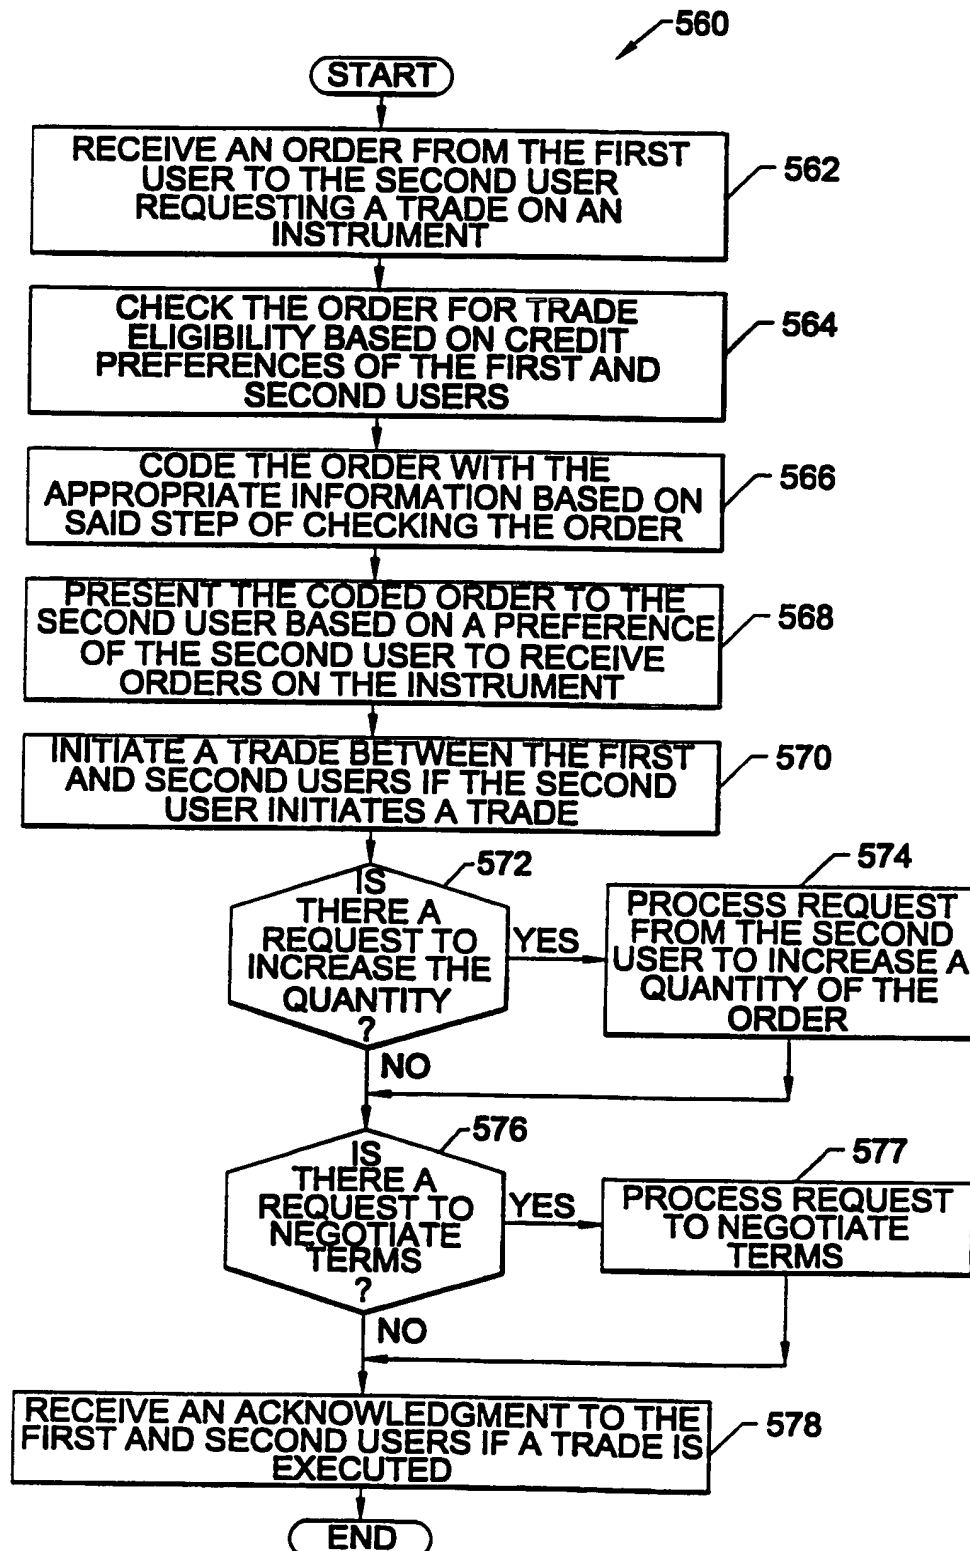 560
START
RECEIVE AN ORDER FROM THE FIRST
USER TO THE SECOND USER
REQUESTING A TRADE ON AN
INSTRUMENT
562
CHECK THE ORDER FOR TRADE
ELIGIBILITY BASED ON CREDIT
PREFERENCES OF THE FIRST AND
SECOND USERS
564
CODE THE ORDER WITH THE
APPROPRIATE INFORMATION BASED ON
SAID STEP OF CHECKING THE ORDER
566
PRESENT THE CODED ORDER TO THE
SECOND USER BASED ON A PREFERENCE
OF THE SECOND USER TO RECEIVE
ORDERS ON THE INSTRUMENT
568
INITIATE A TRADE BETWEEN THE FIRST
AND SECOND USERS IF THE SECOND
USER INITIATES A TRADE
570
572
IS
THERE A
REQUEST TO
INCREASE THE
QUANTITY
?
YES
574
PROCESS REQUEST
FROM THE SECOND
USER TO INCREASE A
QUANTITY OF THE
ORDER
NO
576
IS
THERE A
REQUEST TO
NEGOTIATE
TERMS
?
YES
577
PROCESS REQUEST
TO NEGOTIATE
TERMS
NO
RECEIVE AN ACKNOWLEDGMENT TO THE
FIRST AND SECOND USERS IF A TRADE IS
EXECUTED
578
END